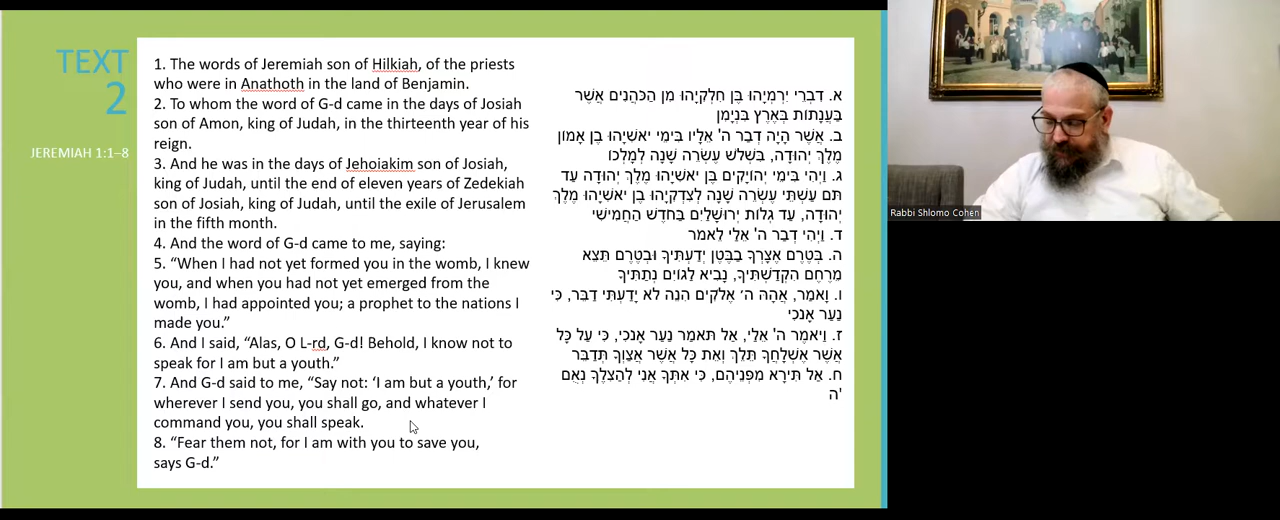 TEXT
2
JEREMIAH 1:1–8
1. The words of Jeremiah son of Hilkiah, of the priests
who were in Anathoth in the land of Benjamin.
2. To whom the word of G-d came in the days of Josiah
son of Amon, king of Judah, in the thirteenth year of his
reign.
3. And he was in the days of Jehoiakim son of Josiah,
king of Judah, until the end of eleven years of Zedekiah
son of Josiah, king of Judah, until the exile of Jerusalem
in the fifth month.
4. And the word of G-d came to me, saying:
5. “When I had not yet formed you in the womb, I knew
you, and when you had not yet emerged from the
womb, I had appointed you; a prophet to the nations I
made you.”
6. And I said, “Alas, O L-rd, G-d! Behold, I know not to
speak for I am but a youth.”
7. And G-d said to me, “Say not: ‘I am but a youth,’ for
wherever I send you, you shall go, and whatever I
command you, you shall speak.
8. “Fear them not, for I am with you to save you,
says G-d.”
א. דִבְרֵי יִרְמְיָהוּ בֶּן חִלְקִיָהוּ מִן הַכֹּהֲנִים אֲשֶׁר
בַּעֲנָתוֹת בְּאֶרֶץ בִּנְיָמִן
ב. אֲשֶׁר הָיָה דְבַר ה' אֵלָיו בִּימֵי יֹאשִׁיָהוּ בֶן אָמוֹן
מֶלֶךְ יְהוּדָה, בִּשְׁלֹשׁ עֶשְׂרֵה שָׁנָה לְמָלְכוֹ
ג. וַיְהִי בִּימֵי יְהוֹיָקִים בֶּן יֹאשִׁיָהוּ מֶלֶךְ יְהוּדָה עַד
תֹּם עַשְׁתֵּי עֶשְׂרֵה שָׁנָה לְצִדְקִיָהוּ בֶן יֹאשִׁיָהוּ מֶלֶךְ
יְהוּדָה, עַד גְלוֹת יְרוּשָׁלַיִם בַּחֹדֶשׁ הַחֲמִישִׁי
ד. וַיְהִי דְבַר ה' אֵלַי לֵאמֹר
ה. בְּטֶרֶם אֶצָרְךָ בַבֶּטֶן יְדַעְתִּיךָ וּבְטֶרֶם תֵּצֵא
מֵרֶחֶם הִקְדַשְׁתִּיךָ, נָבִיא לַגוֹיִם נְתַתִּיךָ
ו. וָאֹמַר, אֲהָהּ ה׳ אֱלֹקִים הִנֵה לֹא יָדַעְתִּי דַבֵּר, כִּי
נַעַר אָנֹכִי
ז. וַיֹאמֶר ה' אֵלַי, אַל תֹּאמַר נַעַר אָנֹכִי, כִּי עַל כָּל
אֲשֶׁר אֶשְׁלָחֲךָ תֵּלֵךְ וְאֵת כָּל אֲשֶׁר אֲצַוְךָ תְּדַבֵּר
ח. אַל תִּירָא מִפְּנֵיהֶם, כִּי אִתְּךָ אֲנִי לְהַצִלֶךָ נְאֻם
ה'
Rabbi Shlomo Cohen